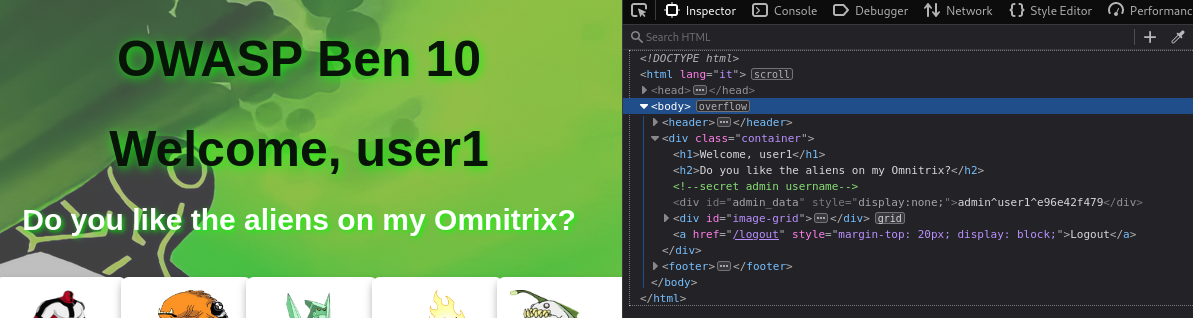 OWASP Ben 10
Welcome, user1
Do you like the aliens on my Omnitrix?
Inspector Console Debugger Network Style Editor Performanc
Search HTML
<!DOCTYPE html>
<html lang="it"> scroll
<head> ••• </head>
<body> overflow
<header> ••• </header>
<div class="container">
<h1>Welcome, user1</h1>
<h2>Do you like the aliens on my Omnitrix?</h2>
<!--secret admin username-->
<div id="admin_data" style="display:none;">admin^user1^e96e42f479</div>
<div id="image-grid"> ••• </div> grid
<a href="/logout" style="margin-top: 20px; display: block;">Logout</a>
</div>
<footer> ••• </footer>
</body>
</html>